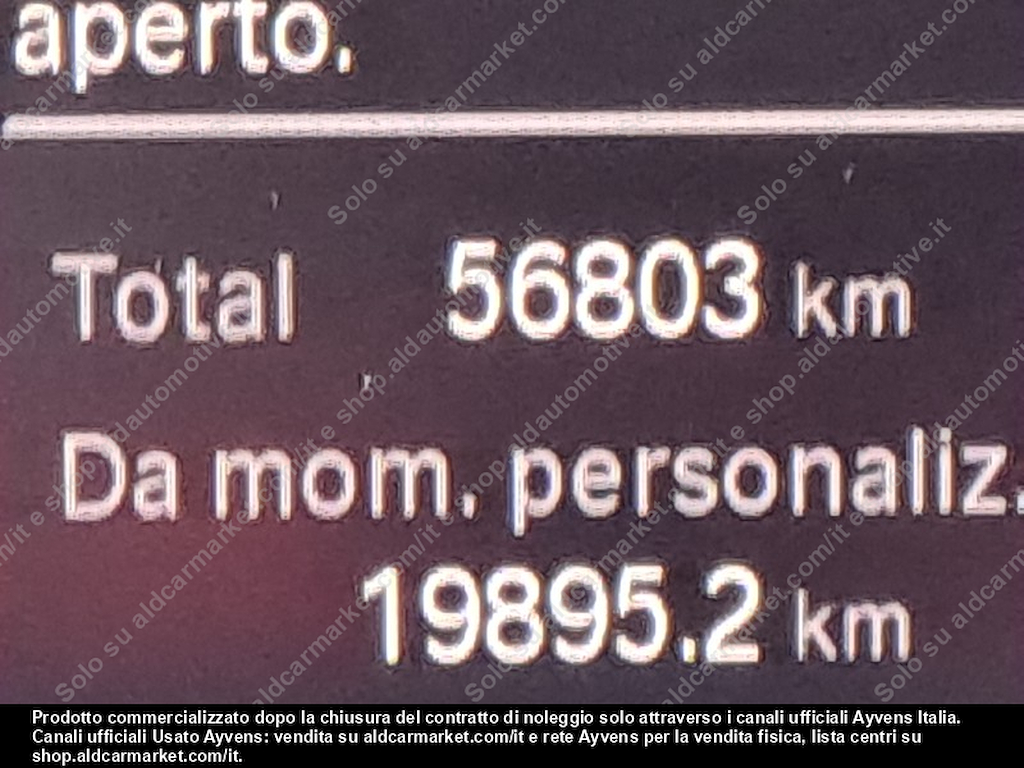 aperto.
Total 56803 km
Da mom. personaliz.
19895.2 km
Prodotto commercializzato dopo la chiusura del contratto di noleggio solo attraverso i canali ufficiali Ayvens Italia.
Canali ufficiali Usato Ayvens: vendita su aldcarmarket.com/it e rete Ayvens per la vendita fisica, lista centri su
shop.aldcarmarket.com/it.